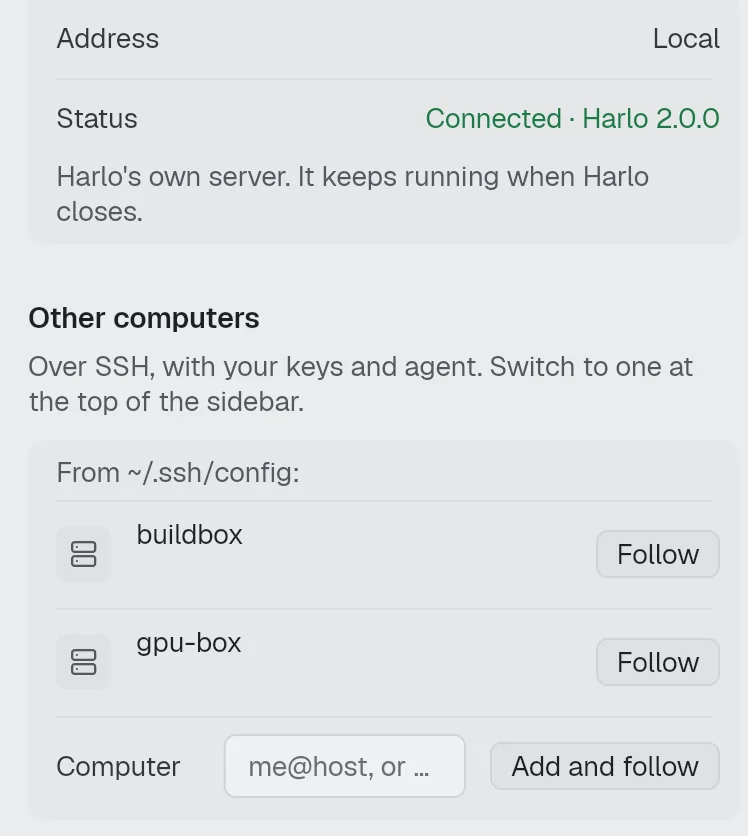 Address Local
Status Connected · Harlo 2.0.0
Harlo's own server. It keeps running when Harlo
closes.
Other computers
Over SSH, with your keys and agent. Switch to one at
the top of the sidebar.
From ~/.ssh/config:
buildbox Follow
gpu-box Follow
Computer me@host, or ... Add and follow